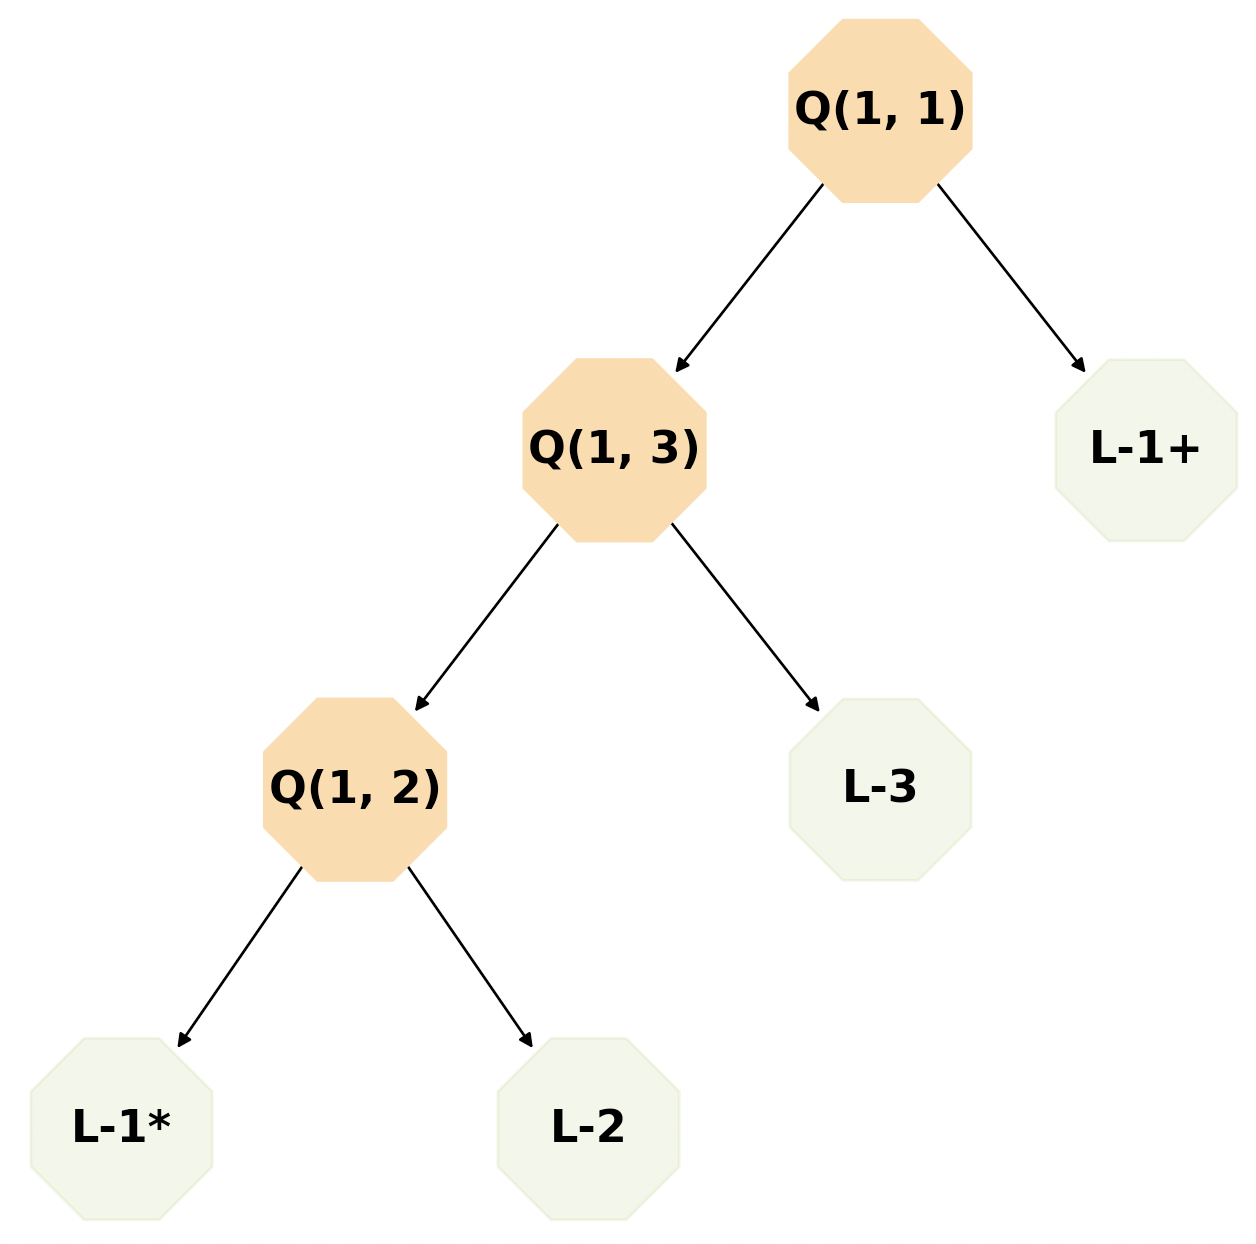 Q(1, 1)
Q(1, 3)
L-1+
Q(1, 2)
L-3
L-1*
L-2